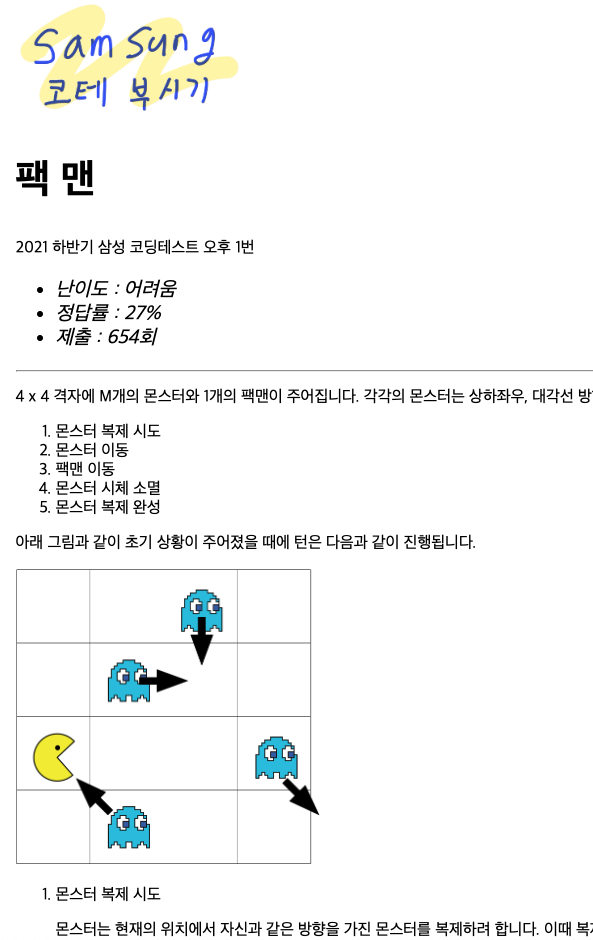 Samsung
코테 부시기
팩 맨
2021 하반기 삼성 코딩테스트 오후 1번
난이도 : 어려움
정답률 : 27%
제출 : 654회
4 x 4 격자에 M개의 몬스터와 1개의 팩맨이 주어집니다. 각각의 몬스터는 상하좌우, 대각선
1. 몬스터 복제 시도
2. 몬스터 이동
3. 팩맨 이동
4. 몬스터 시체 소멸
5. 몬스터 복제 완성
아래 그림과 같이 초기 상황이 주어졌을 때에 턴은 다음과 같이 진행됩니다.
1. 몬스터 복제 시도
몬스터는 현재의 위치에서 자신과 같은 방향을 가진 몬스터를 복제하려 합니다. 이때